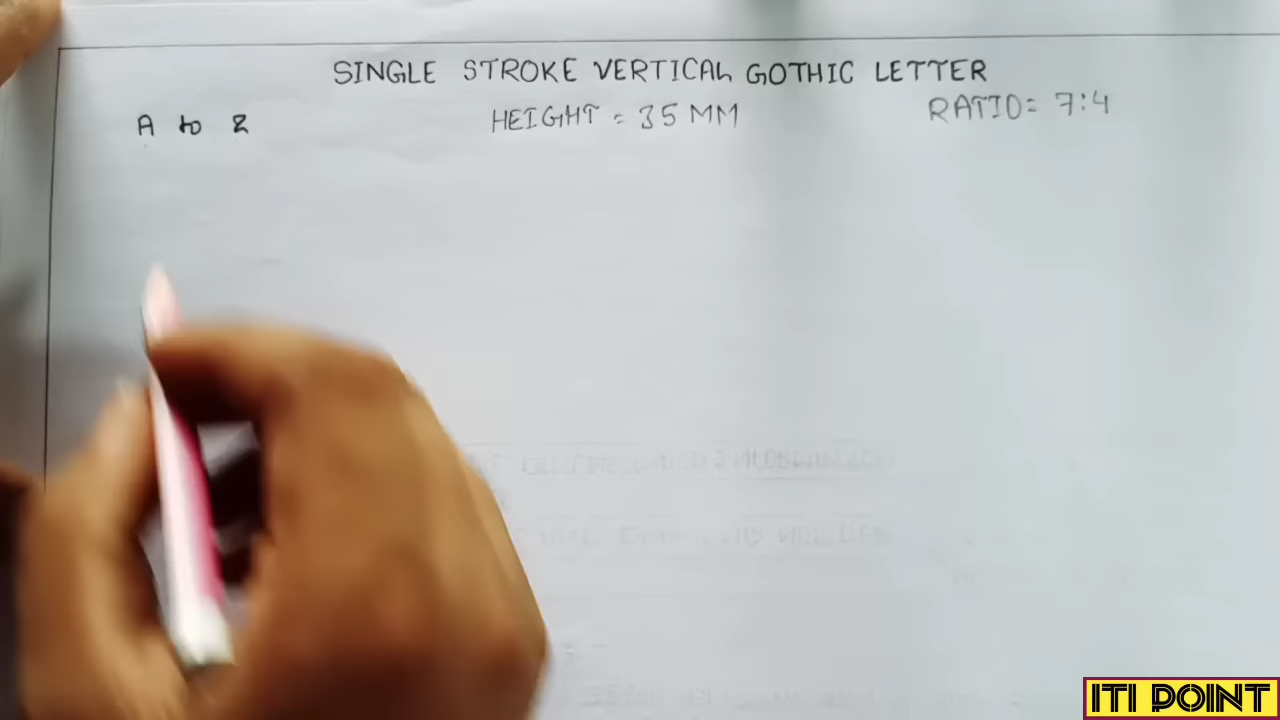 SINGLE STROKE VERTICAL GOTHIC LETTER
A to Z HEIGHT = 35 MM RATIO= 7:4
ITI POINT